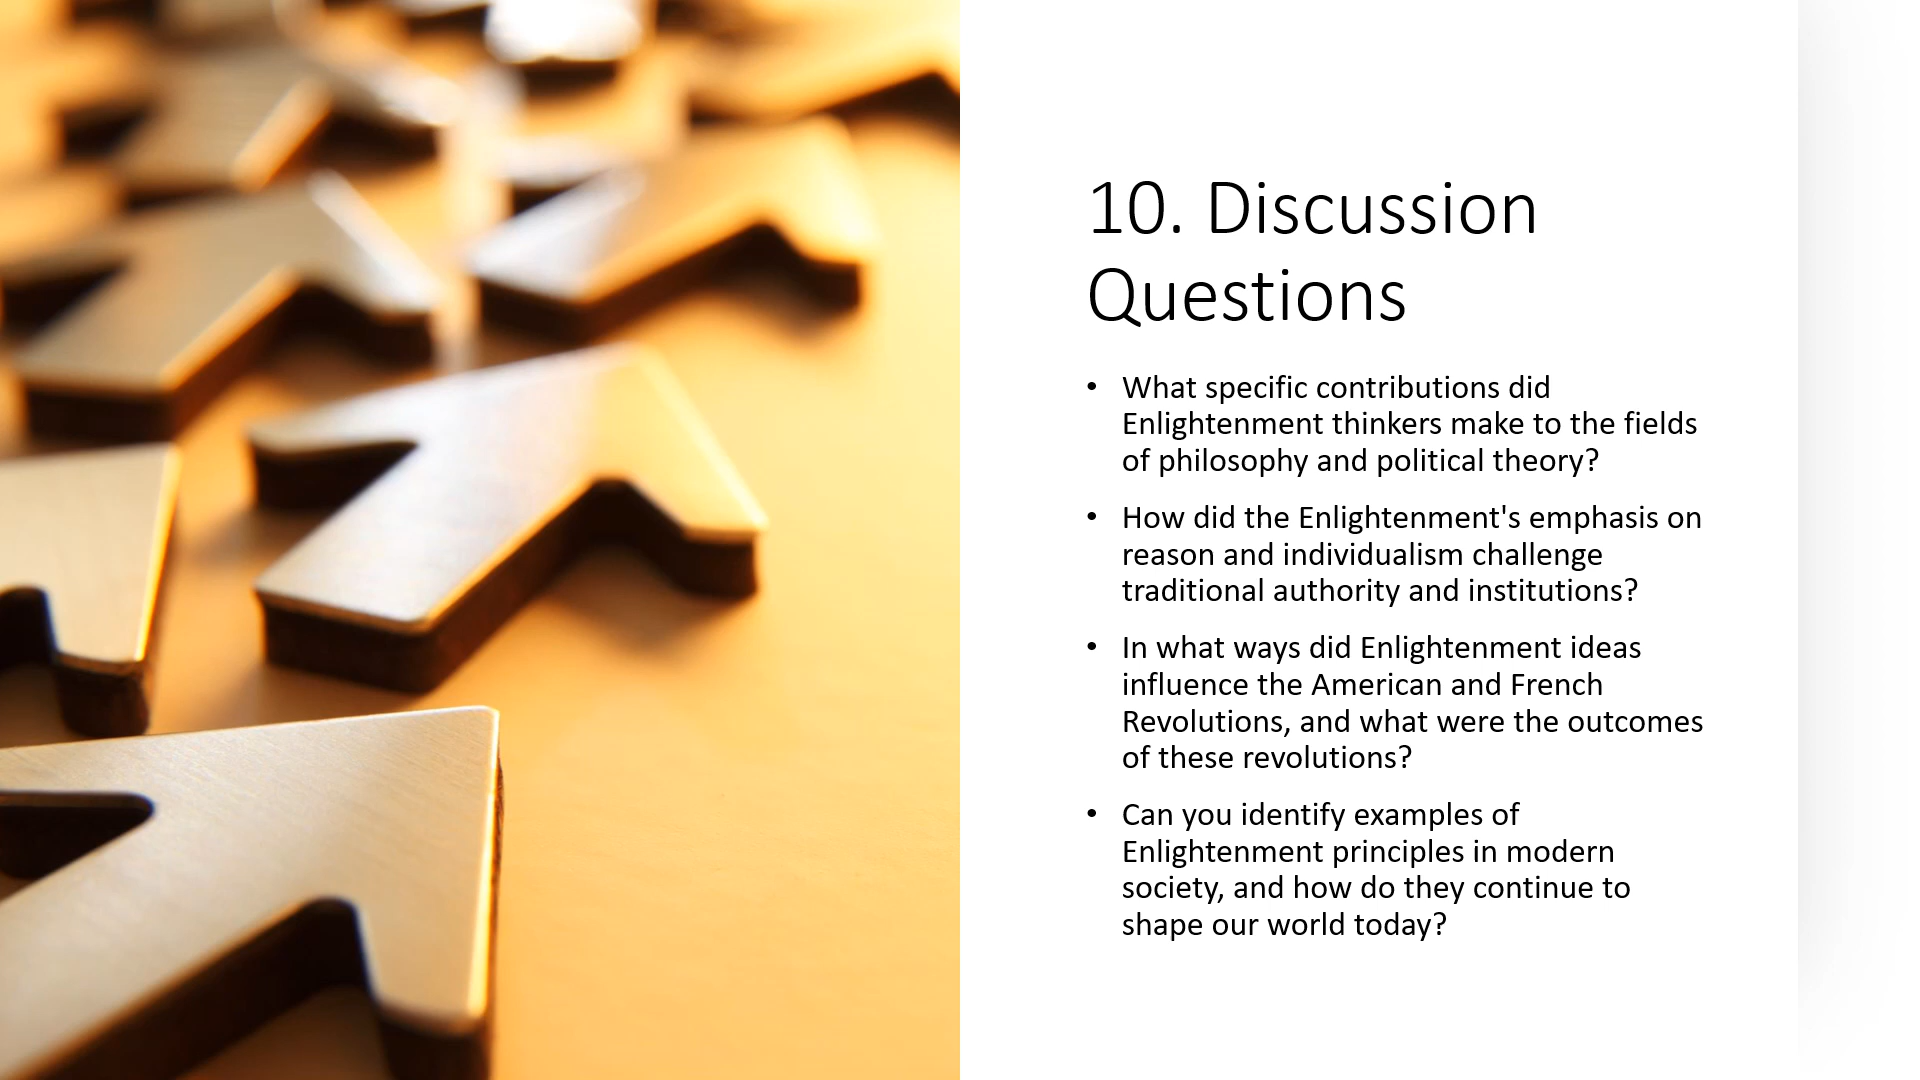 10. Discussion
Questions
• What specific contributions did
Enlightenment thinkers make to the fields
of philosophy and political theory?
• How did the Enlightenment's emphasis on
reason and individualism challenge
traditional authority and institutions?
• In what ways did Enlightenment ideas
influence the American and French
Revolutions, and what were the outcomes
of these revolutions?
• Can you identify examples of
Enlightenment principles in modern
society, and how do they continue to
shape our world today?